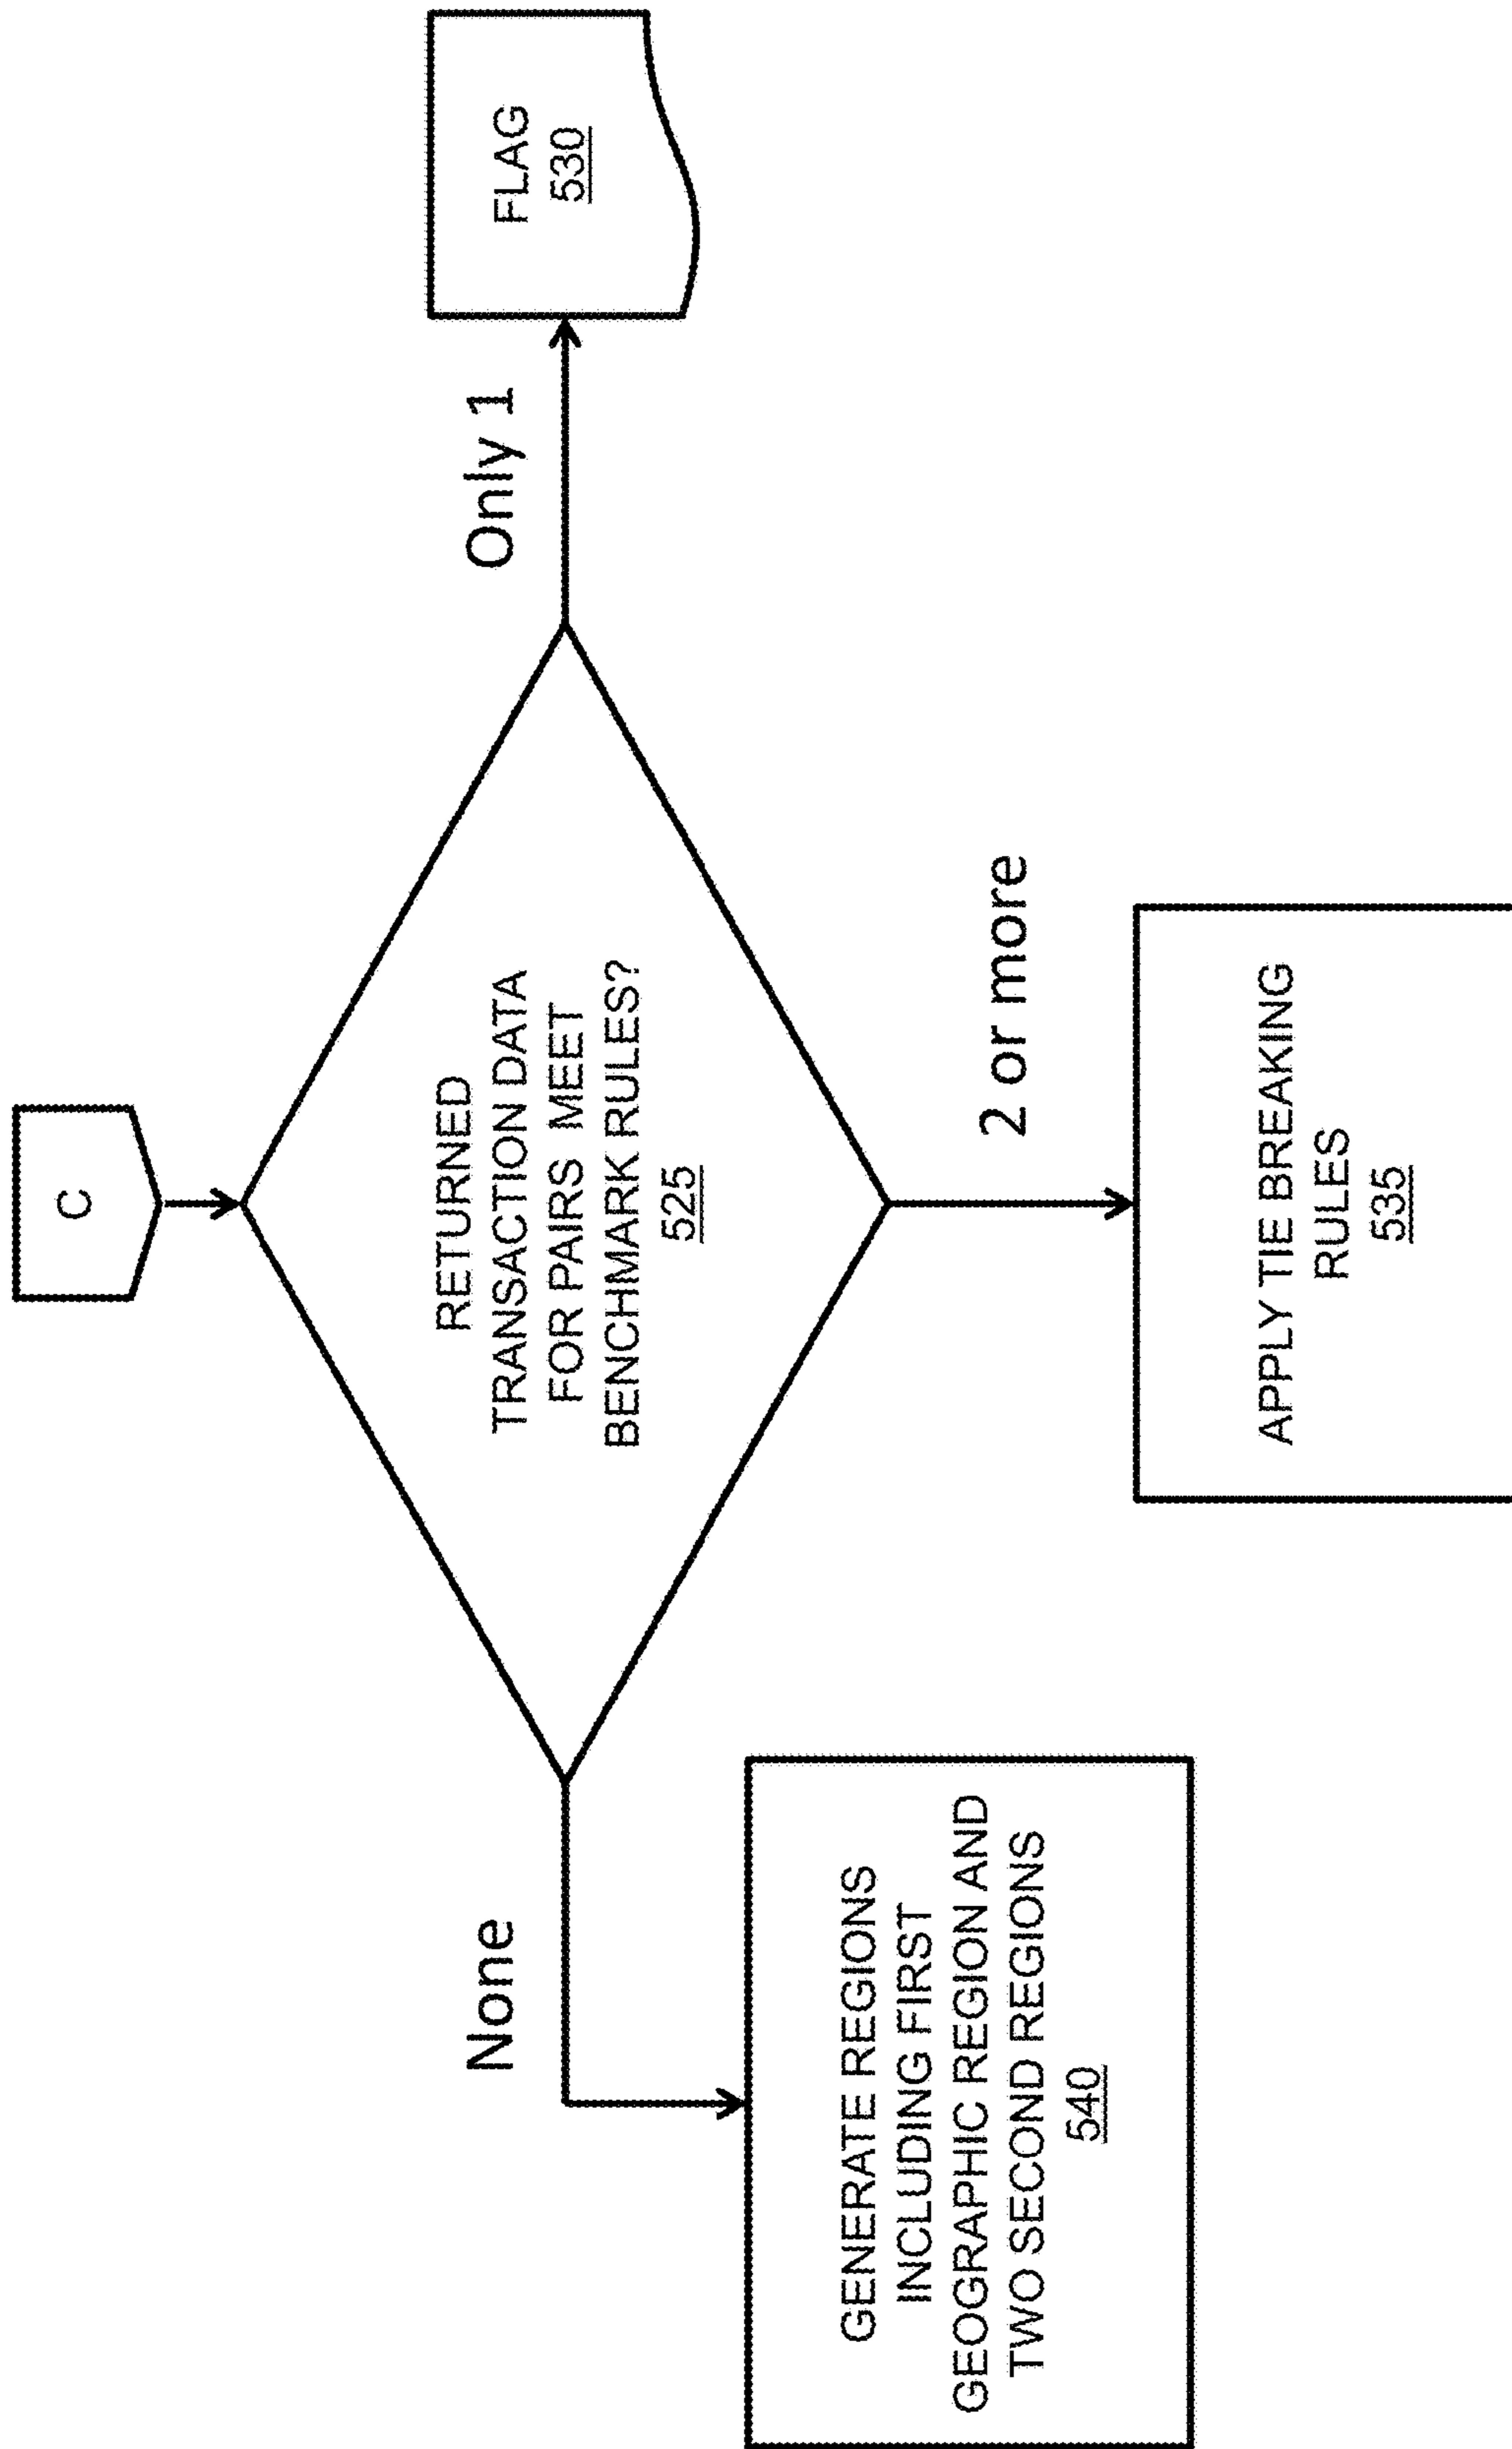 C
RETURNED
TRANSACTION DATA
FOR PAIRS MEET
BENCHMARK RULES?
525
None
Only 1
2 or more
FLAG
530
GENERATE REGIONS
INCLUDING FIRST
GEOGRAPHIC REGION AND
TWO SECOND REGIONS
540
APPLY TIE BREAKING
RULES
535